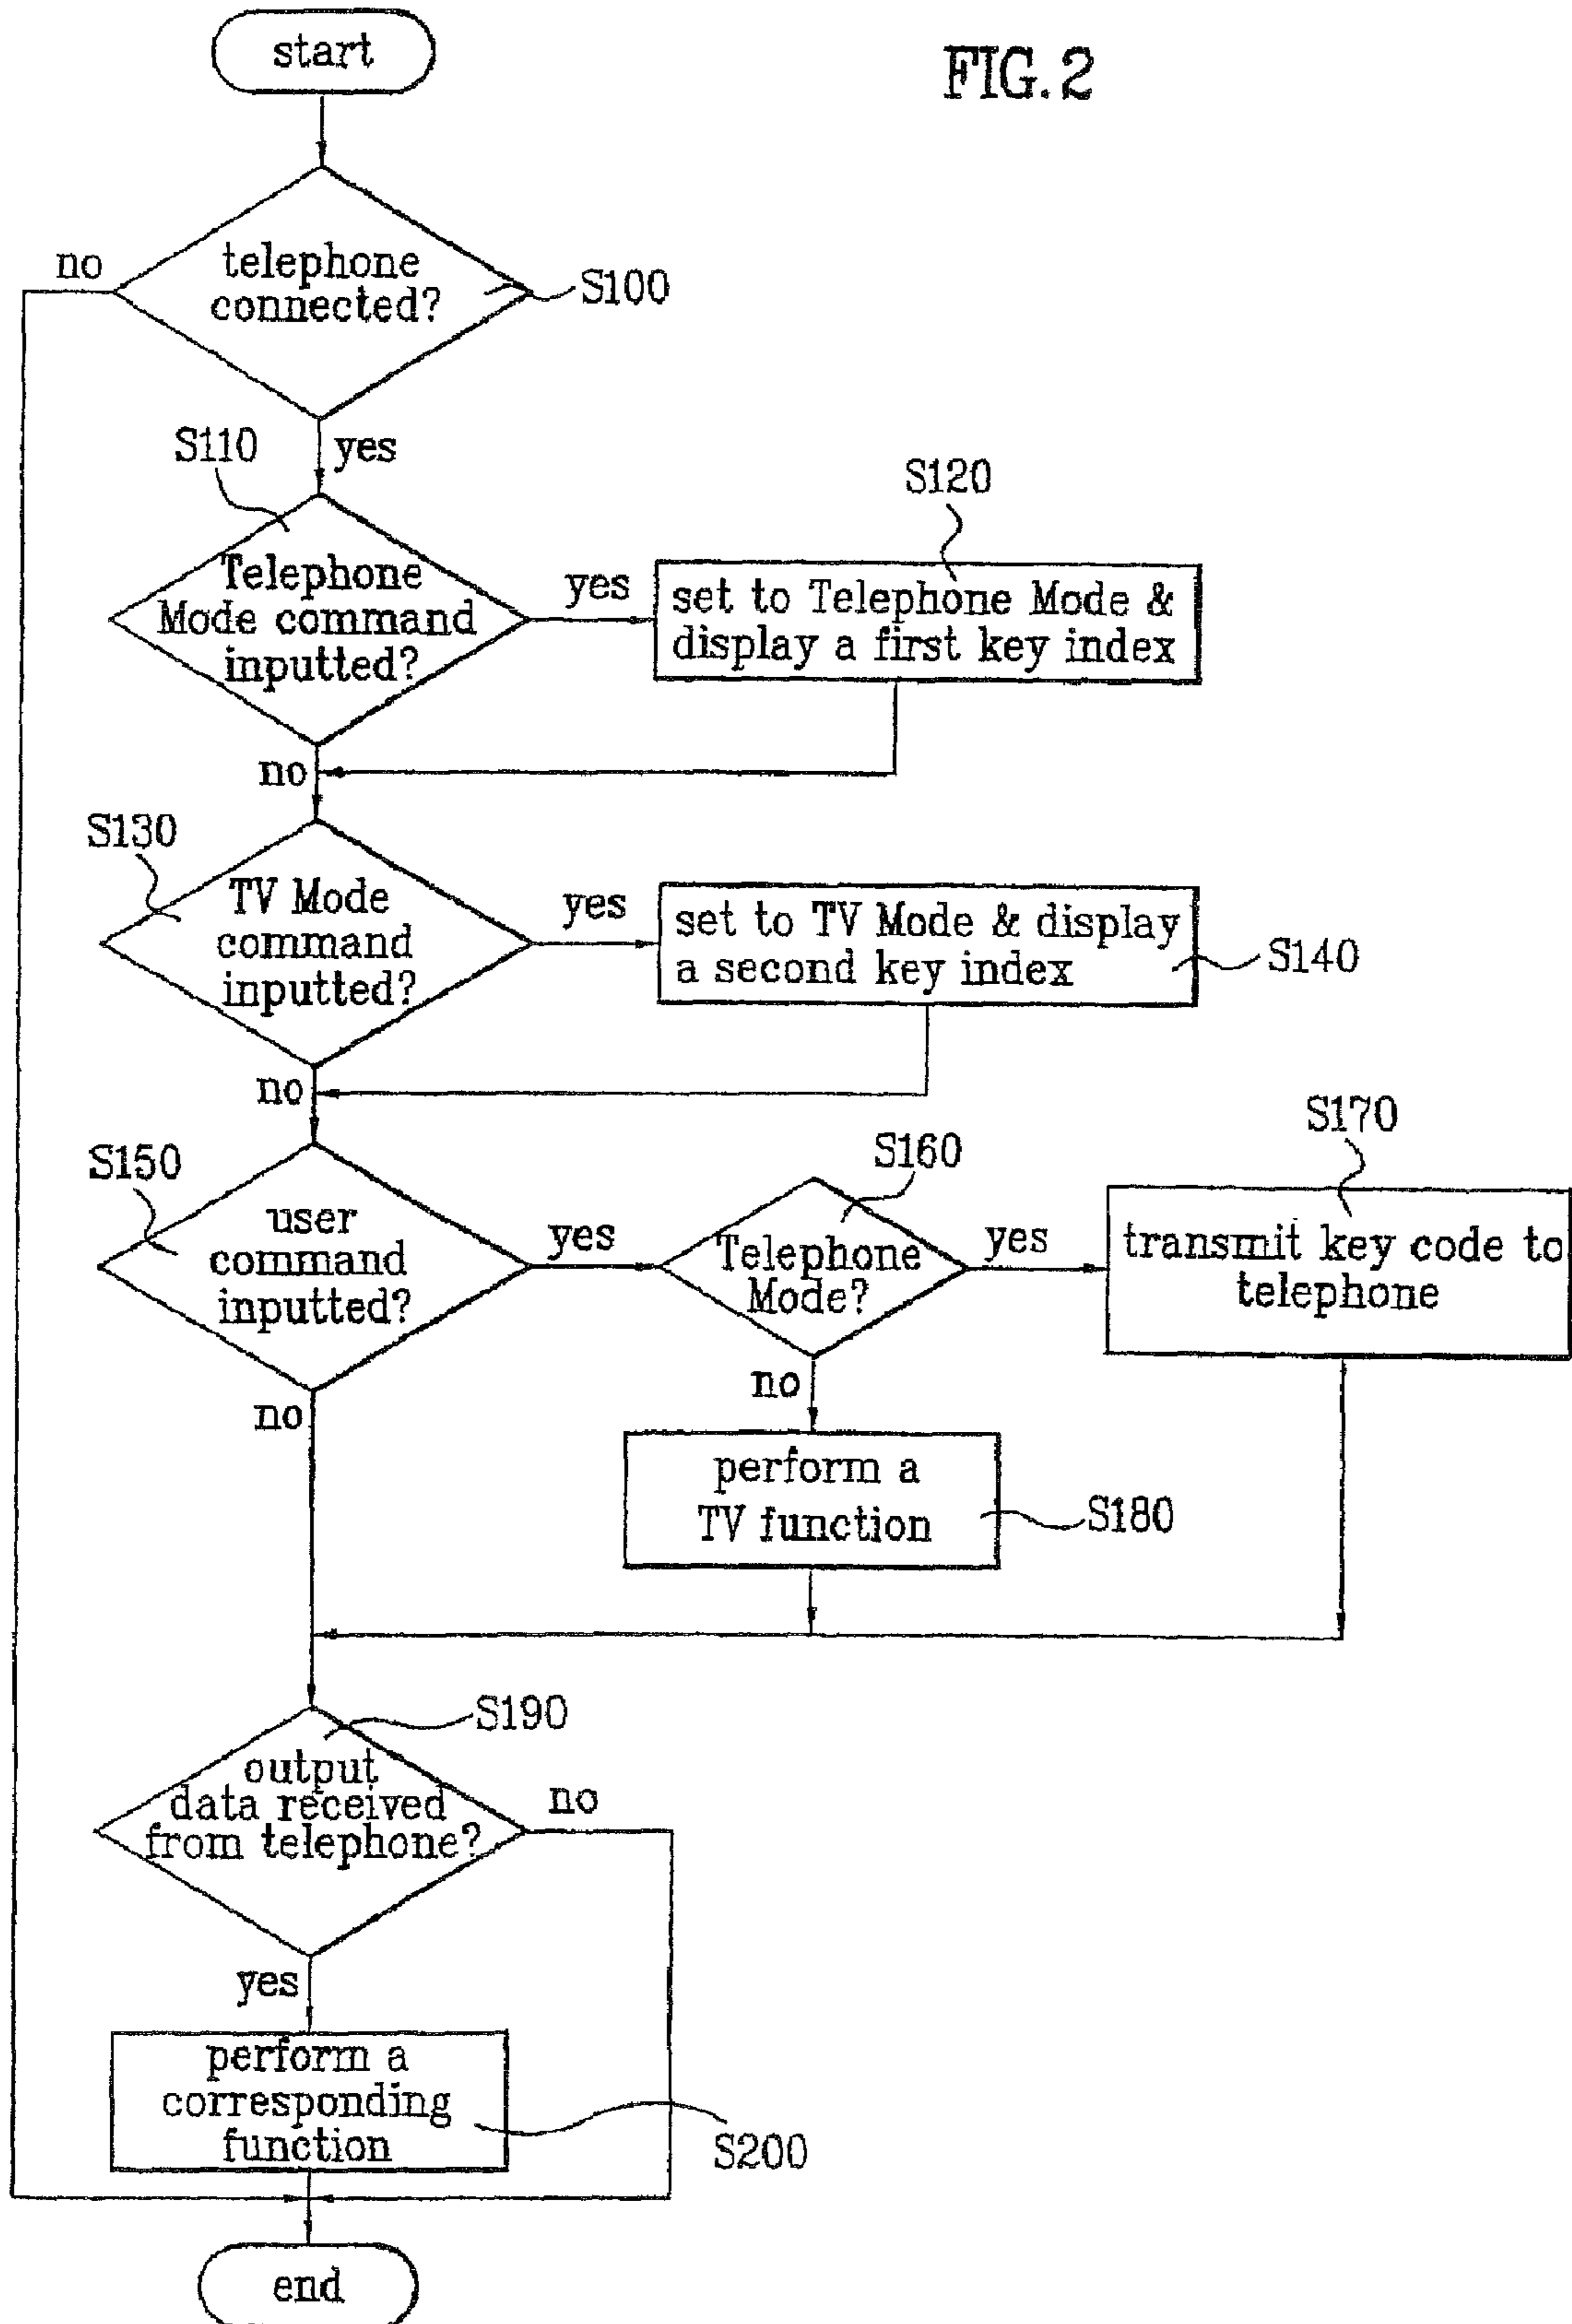 start
FIG. 2
no
telephone
connected?
S100
S110
yes
S120
Telephone
Mode command
inputted?
yes
set to Telephone Mode &
display a first key index
no
S130
TV Mode
command
inputted?
yes
set to TV Mode & display
a second key index
S140
no
S150
user
command
inputted?
yes
S160
Telephone
Mode?
yes
S170
transmit key code to
telephone
no
no
perform a
TV function
S180
S190
output
data received
from telephone?
no
yes
perform a
corresponding
function
S200
end